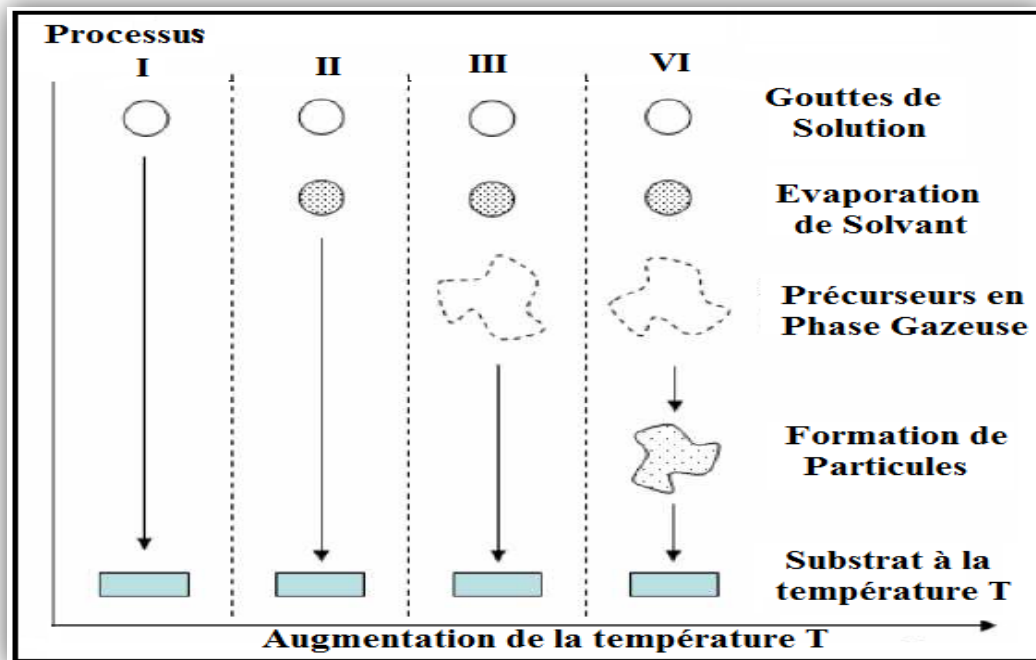 Processus
I II III VI
Gouttes de
Solution
Evaporation
de Solvant
Précurseurs en
Phase Gazeuse
Formation de
Particules
Substrat à la
température T
Augmentation de la température T